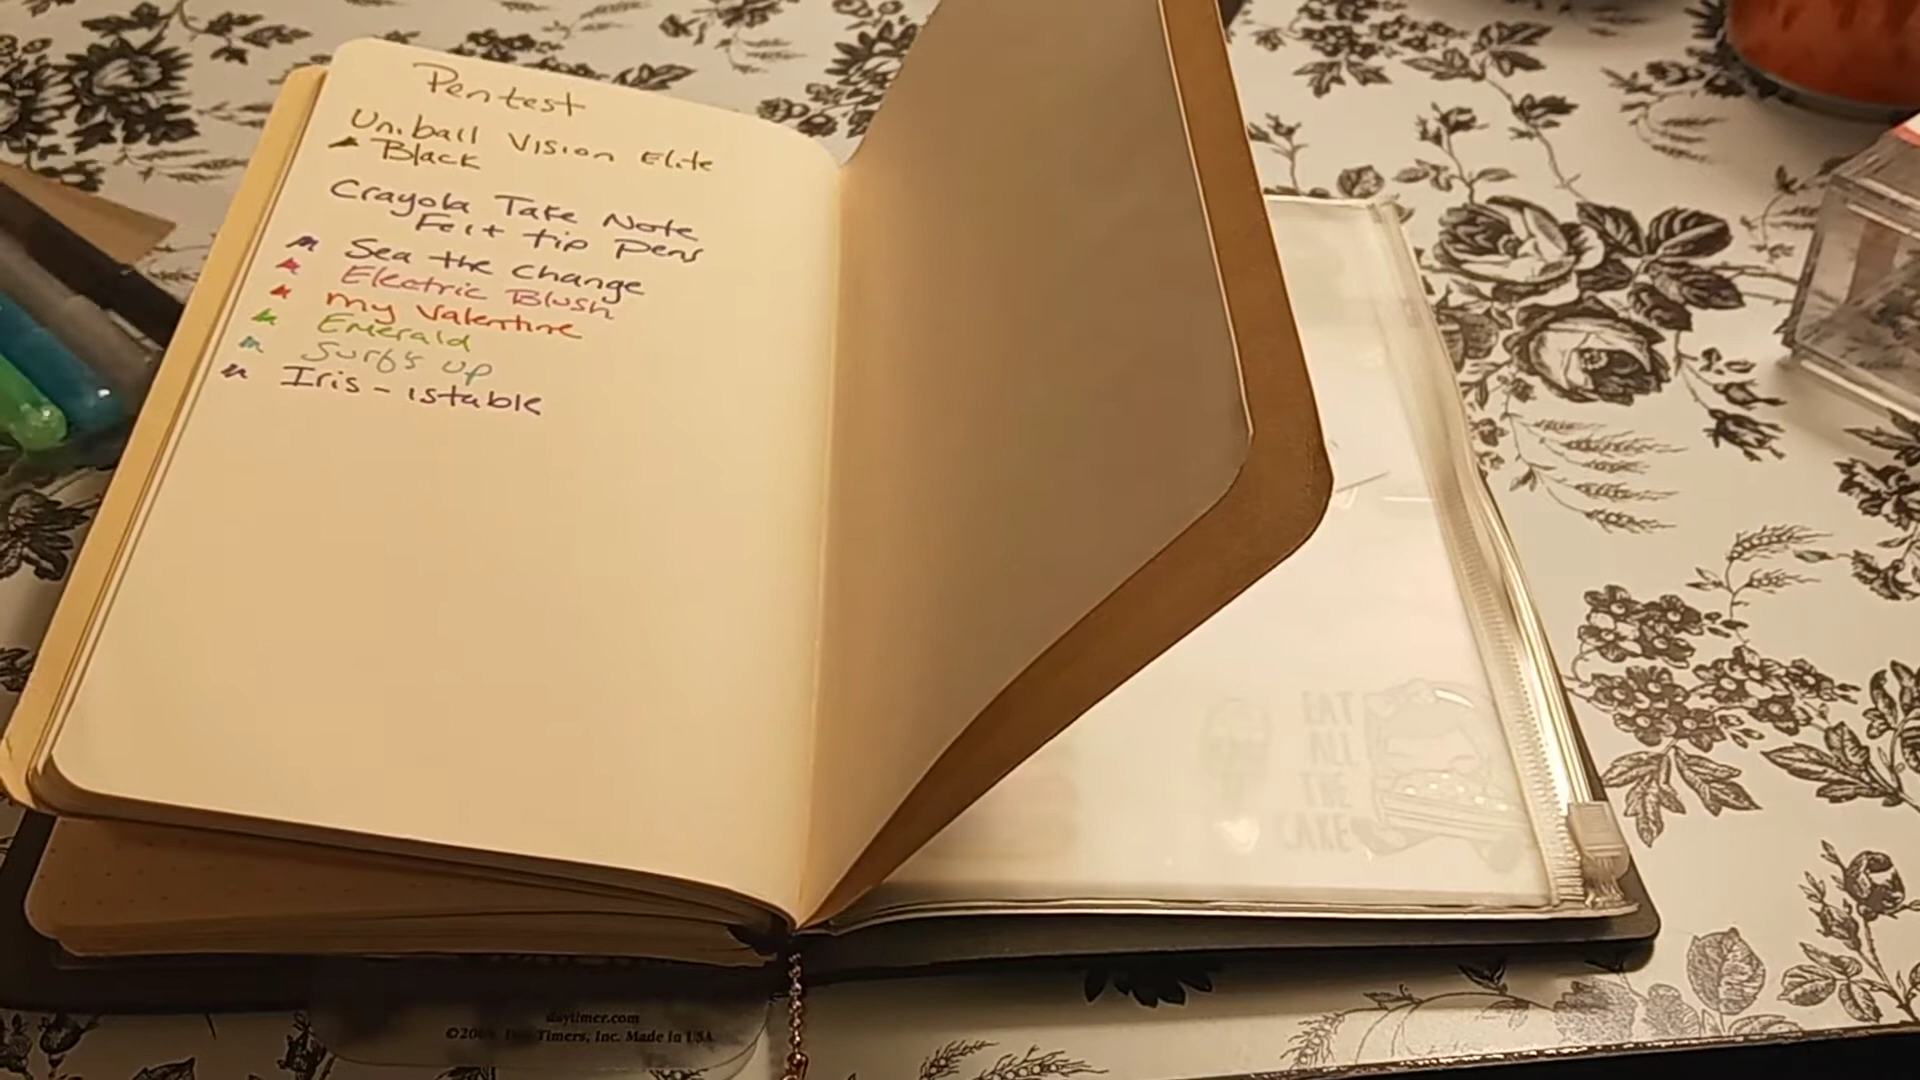 Pentest
Uniball Vision Elite
Black
Crayola Take Note
Felt tip Pens
Sea the Change
Electric Blush
my Valentine
Emerald
Surf's up
Iris-istable
EAT
ALL
THE
CAKE
daytimer.com
Timers, Inc. Made in USA